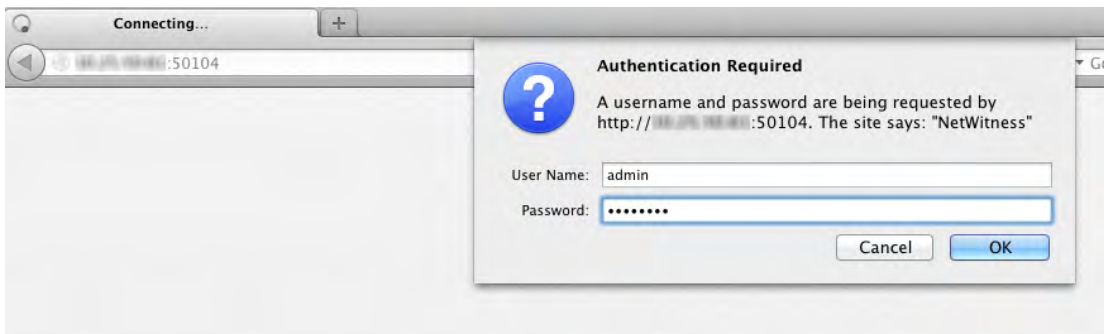 Connecting...
:50104
Authentication Required
A username and password are being requested by
http:// :50104. The site says: "NetWitness"
User Name: admin
Password: ••••••••
Cancel OK